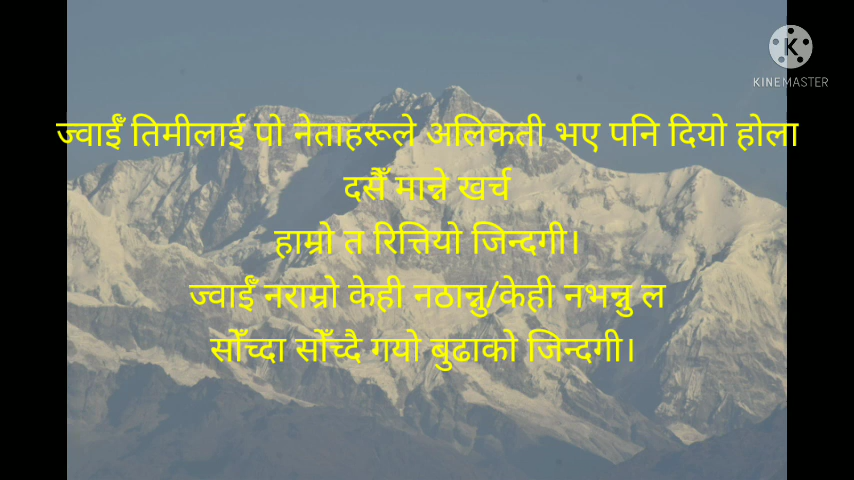 KINEMASTER
ज्वाईँ तिमीलाई पो नेताहरूले अलिकती भए पनि दियो होला
दसैँ मान्ने खर्च
हाम्रो त रित्तियो जिन्दगी।
ज्वाईँ नराम्रो केही नठान्नु/केही नभन्नु ल
सोँच्दा सोँच्दै गयो बुढाको जिन्दगी।